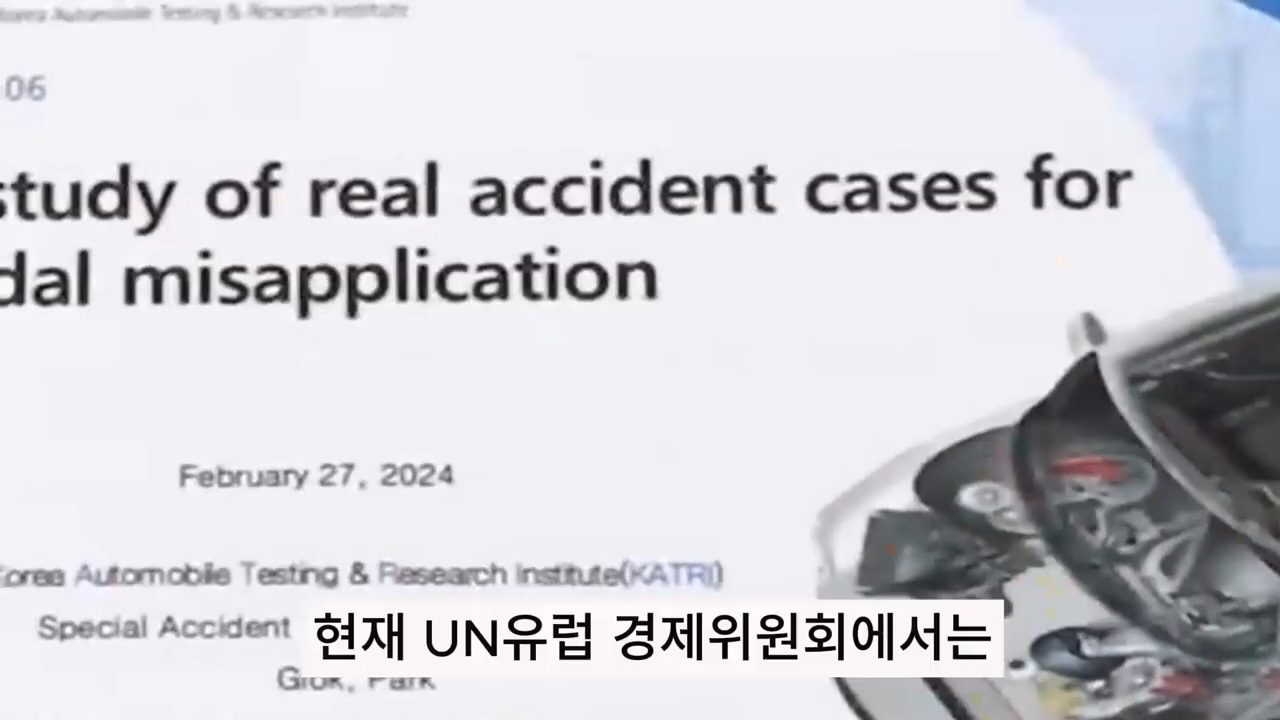 Korea Automobile Testing & Research Institute
06
study of real accident cases for
dal misapplication
February 27, 2024
Korea Automobile Testing & Research Institute(KATRI)
Special Accident
현재 UN유럽 경제위원회에서는
Park